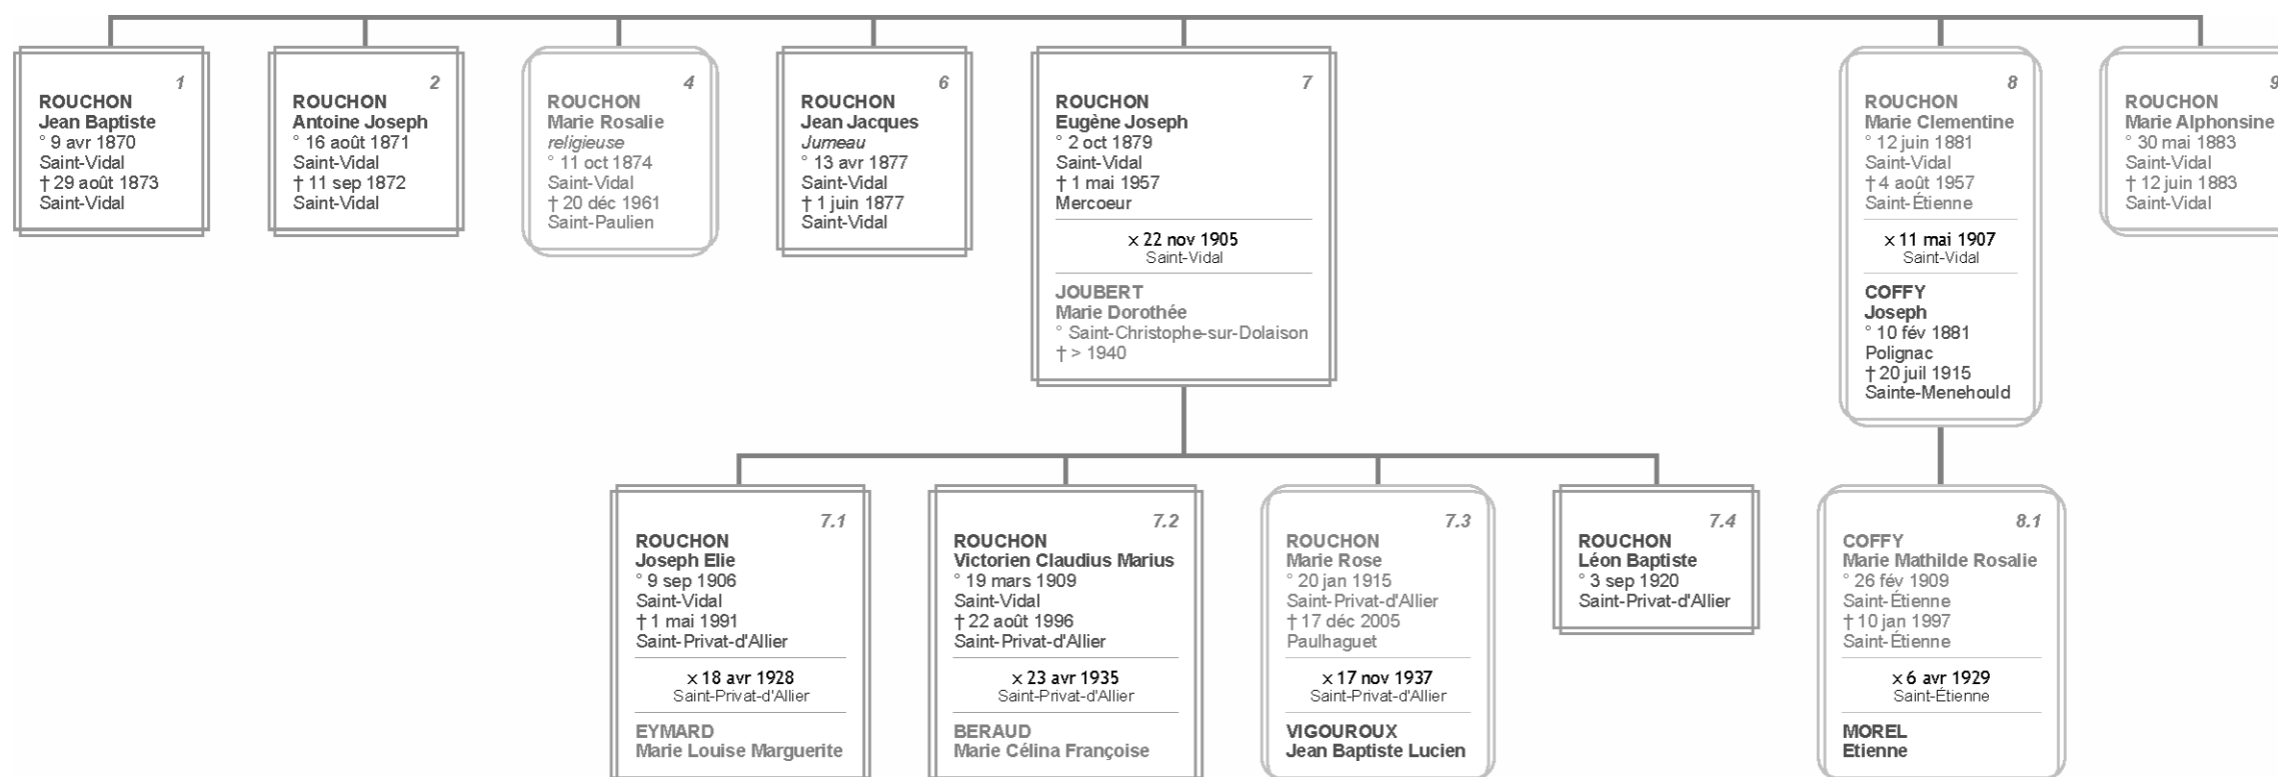 1
ROUCHON
Jean Baptiste
° 9 avr 1870
Saint-Vidal
† 29 août 1873
Saint-Vidal
2
ROUCHON
Antoine Joseph
° 16 août 1871
Saint-Vidal
† 11 sep 1872
Saint-Vidal
4
ROUCHON
Marie Rosalie
religieuse
° 11 oct 1874
Saint-Vidal
† 20 déc 1961
Saint-Paulien
6
ROUCHON
Jean Jacques
Jumeau
° 13 avr 1877
Saint-Vidal
† 1 juin 1877
Saint-Vidal
7
ROUCHON
Eugène Joseph
° 2 oct 1879
Saint-Vidal
† 1 mai 1957
Mercoeur
x 22 nov 1905
Saint-Vidal
JOUBERT
Marie Dorothée
° Saint-Christophe-sur-Dolaison
† > 1940
8
ROUCHON
Marie Clementine
° 12 juin 1881
Saint-Vidal
† 4 août 1957
Saint-Étienne
x 11 mai 1907
Saint-Vidal
COFFY
Joseph
° 10 fév 1881
Polignac
† 20 juil 1915
Sainte-Menehould
9
ROUCHON
Marie Alphonsine
° 30 mai 1883
Saint-Vidal
† 12 juin 1883
Saint-Vidal
7.1
ROUCHON
Joseph Elie
° 9 sep 1906
Saint-Vidal
† 1 mai 1991
Saint-Privat-d'Allier
x 18 avr 1928
Saint-Privat-d'Allier
EYMARD
Marie Louise Marguerite
7.2
ROUCHON
Victorien Claudius Marius
° 19 mars 1909
Saint-Vidal
† 22 août 1996
Saint-Privat-d'Allier
x 23 avr 1935
Saint-Privat-d'Allier
BERAUD
Marie Célina Françoise
7.3
ROUCHON
Marie Rose
° 20 jan 1915
Saint-Privat-d'Allier
† 17 déc 2005
Paulhaguet
x 17 nov 1937
Saint-Privat-d'Allier
VIGOUROUX
Jean Baptiste Lucien
7.4
ROUCHON
Léon Baptiste
° 3 sep 1920
Saint-Privat-d'Allier
8.1
COFFY
Marie Mathilde Rosalie
° 26 fév 1909
Saint-Étienne
† 10 jan 1997
Saint-Étienne
x 6 avr 1929
Saint-Étienne
MOREL
Etienne